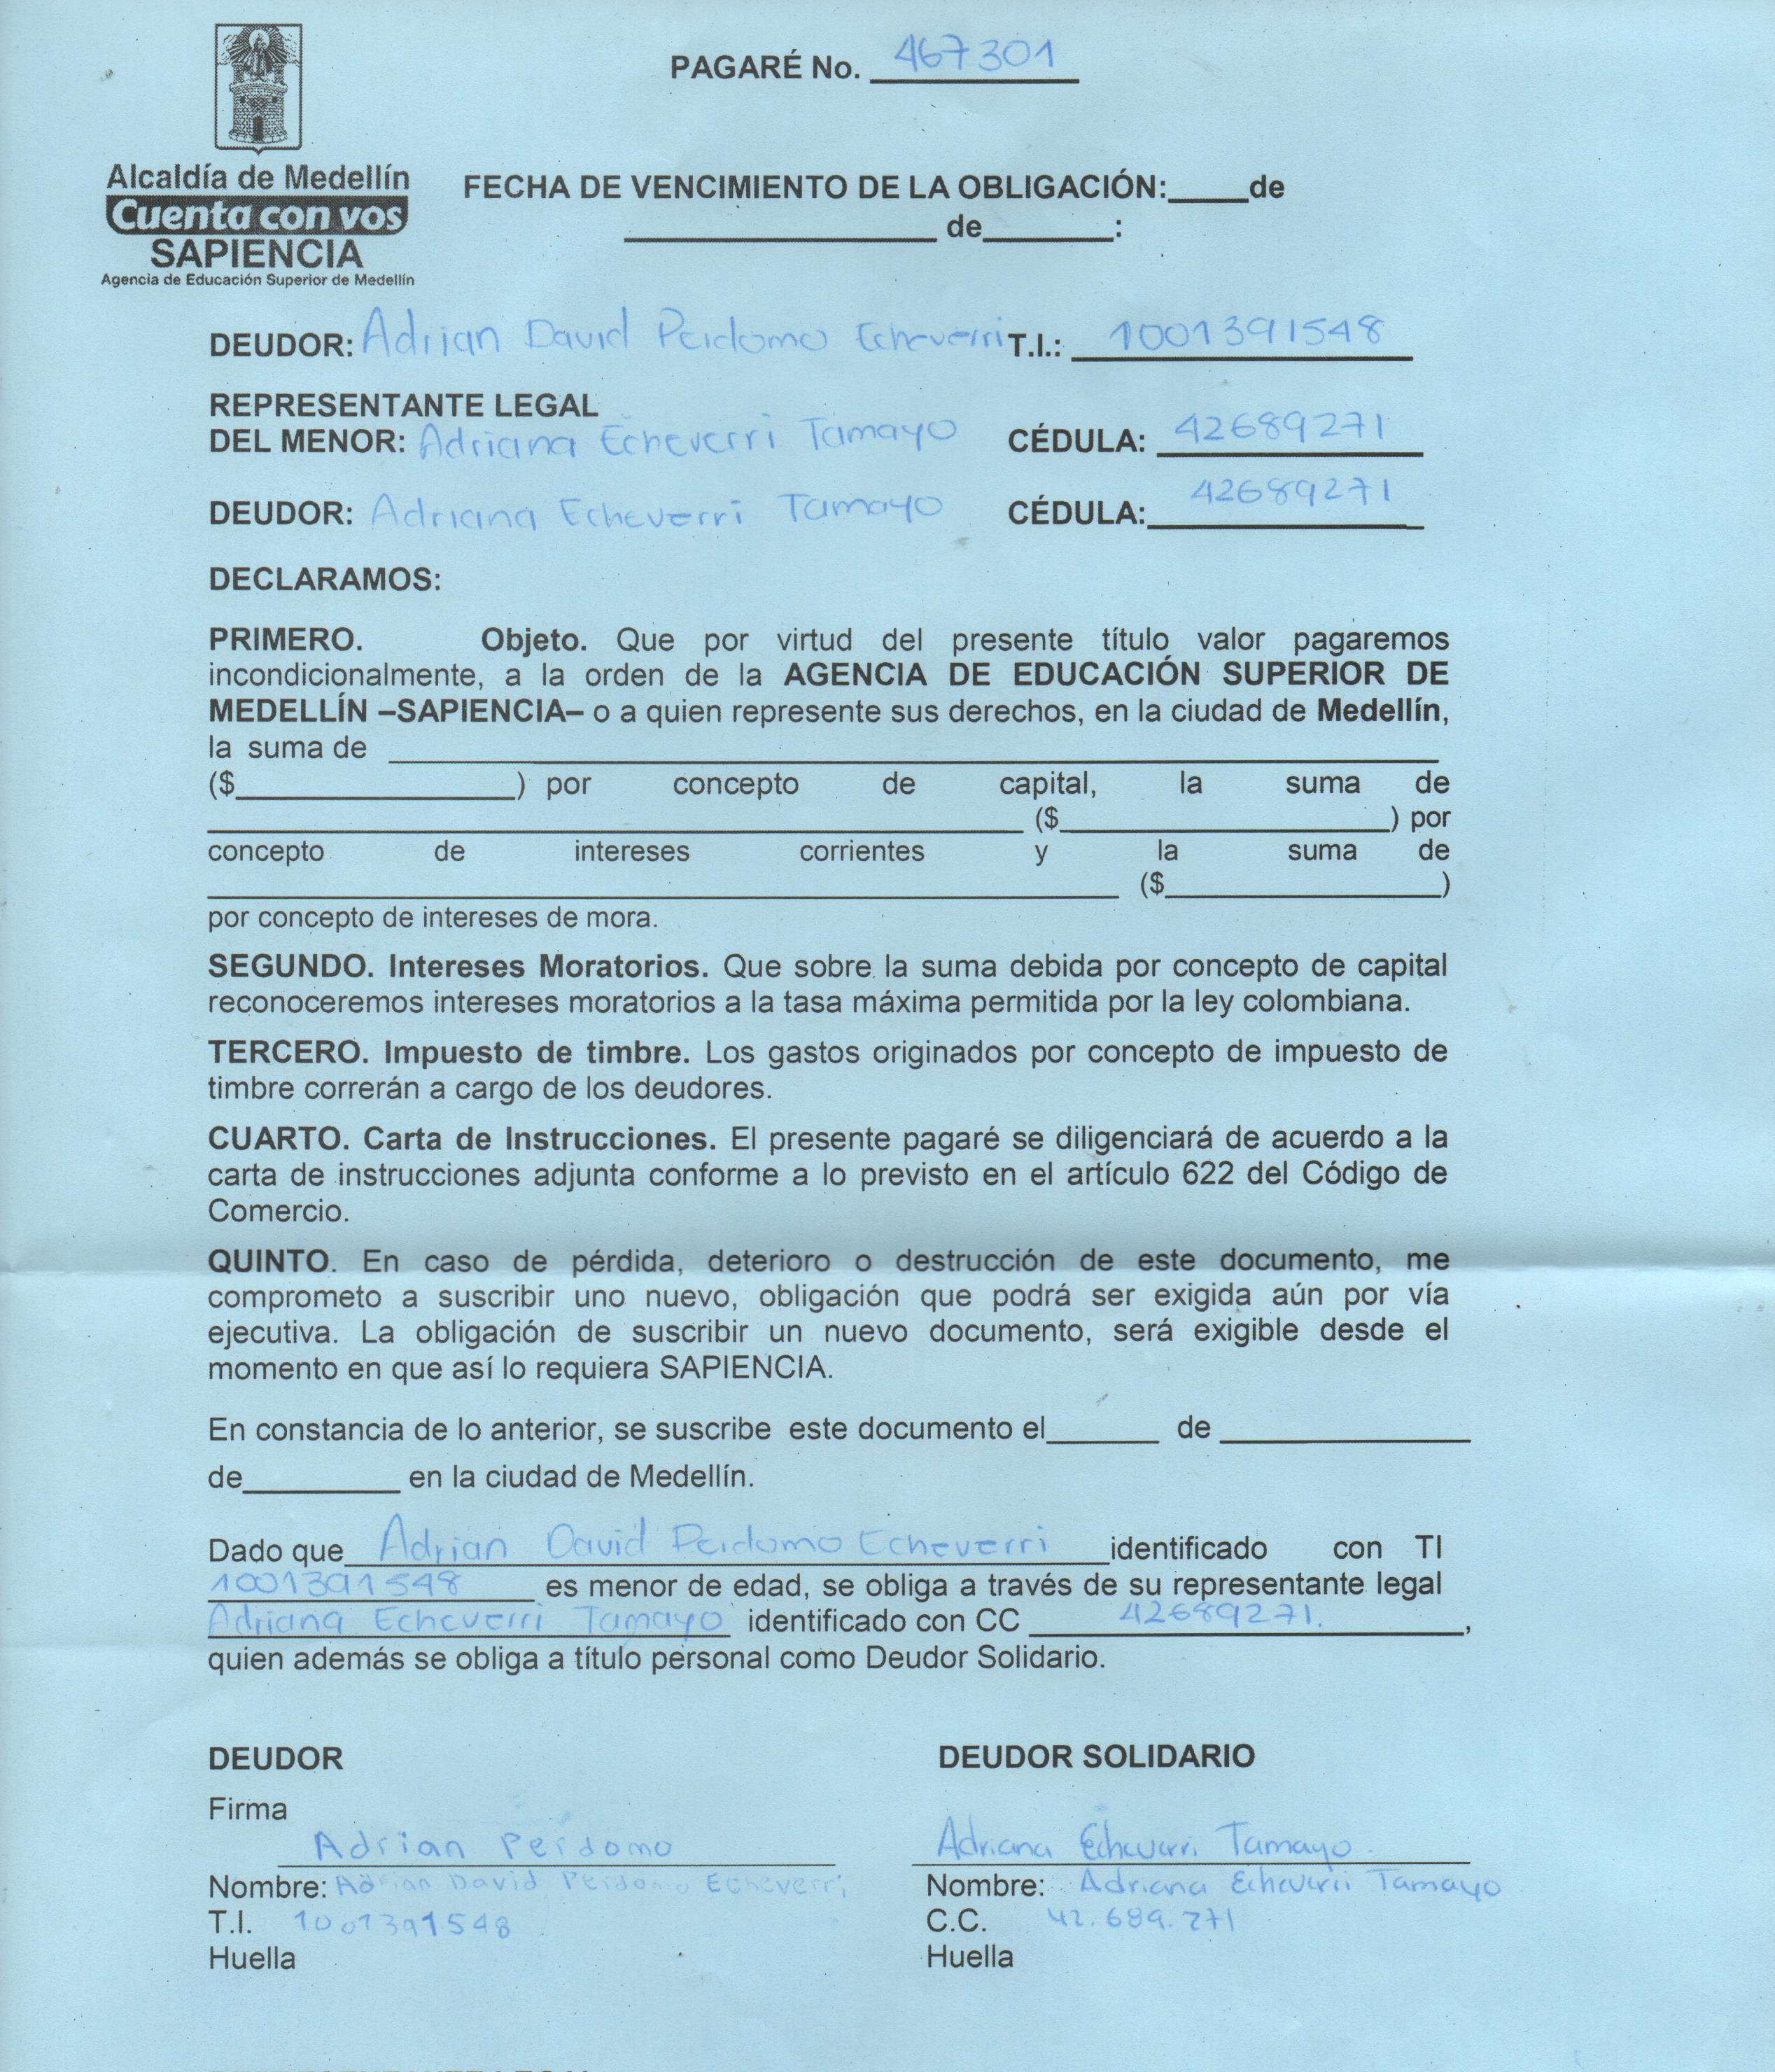 PAGARÉ No. 467301
Alcaldía de Medellín
Cuenta con vos
SAPIENCIA
Agencia de Educación Superior de Medellín
FECHA DE VENCIMIENTO DE LA OBLIGACIÓN:_____de
____________________ de________:
DEUDOR: Adrian David Perdomo Echeverri T.I.: 1001391548
REPRESENTANTE LEGAL
DEL MENOR: Adriana Echeverri Tamayo CÉDULA: 42689271
DEUDOR: Adriana Echeverri Tamayo CÉDULA: 42689271
DECLARAMOS:
PRIMERO. Objeto. Que por virtud del presente título valor pagaremos
incondicionalmente, a la orden de la AGENCIA DE EDUCACIÓN SUPERIOR DE
MEDELLÍN –SAPIENCIA– o a quien represente sus derechos, en la ciudad de Medellín,
la suma de ____________________
($__________________) por concepto de capital, la suma de
____________________ ($____________________) por
concepto de intereses corrientes y la suma de
____________________ ($__________________)
por concepto de intereses de mora.
SEGUNDO. Intereses Moratorios. Que sobre la suma debida por concepto de capital
reconoceremos intereses moratorios a la tasa máxima permitida por la ley colombiana.
TERCERO. Impuesto de timbre. Los gastos originados por concepto de impuesto de
timbre correrán a cargo de los deudores.
CUARTO. Carta de Instrucciones. El presente pagaré se diligenciará de acuerdo a la
carta de instrucciones adjunta conforme a lo previsto en el artículo 622 del Código de
Comercio.
QUINTO. En caso de pérdida, deterioro o destrucción de este documento, me
comprometo a suscribir uno nuevo, obligación que podrá ser exigida aún por vía
ejecutiva. La obligación de suscribir un nuevo documento, será exigible desde el
momento en que así lo requiera SAPIENCIA.
En constancia de lo anterior, se suscribe este documento el_______ de ________________
de__________ en la ciudad de Medellín.
Dado que Adrian David Perdomo Echeverri identificado con TI
1001391548 es menor de edad, se obliga a través de su representante legal
Adriana Echeverri Tamayo identificado con CC 42689271.,
quien además se obliga a título personal como Deudor Solidario.
DEUDOR DEUDOR SOLIDARIO
Firma
Adrian Perdomo Adriana Echeverri Tamayo
Nombre: Adrian David Perdomo Echeverri Nombre: Adriana Echeverri Tamayo
T.I. 1001391548 C.C. 42.689.271
Huella Huella